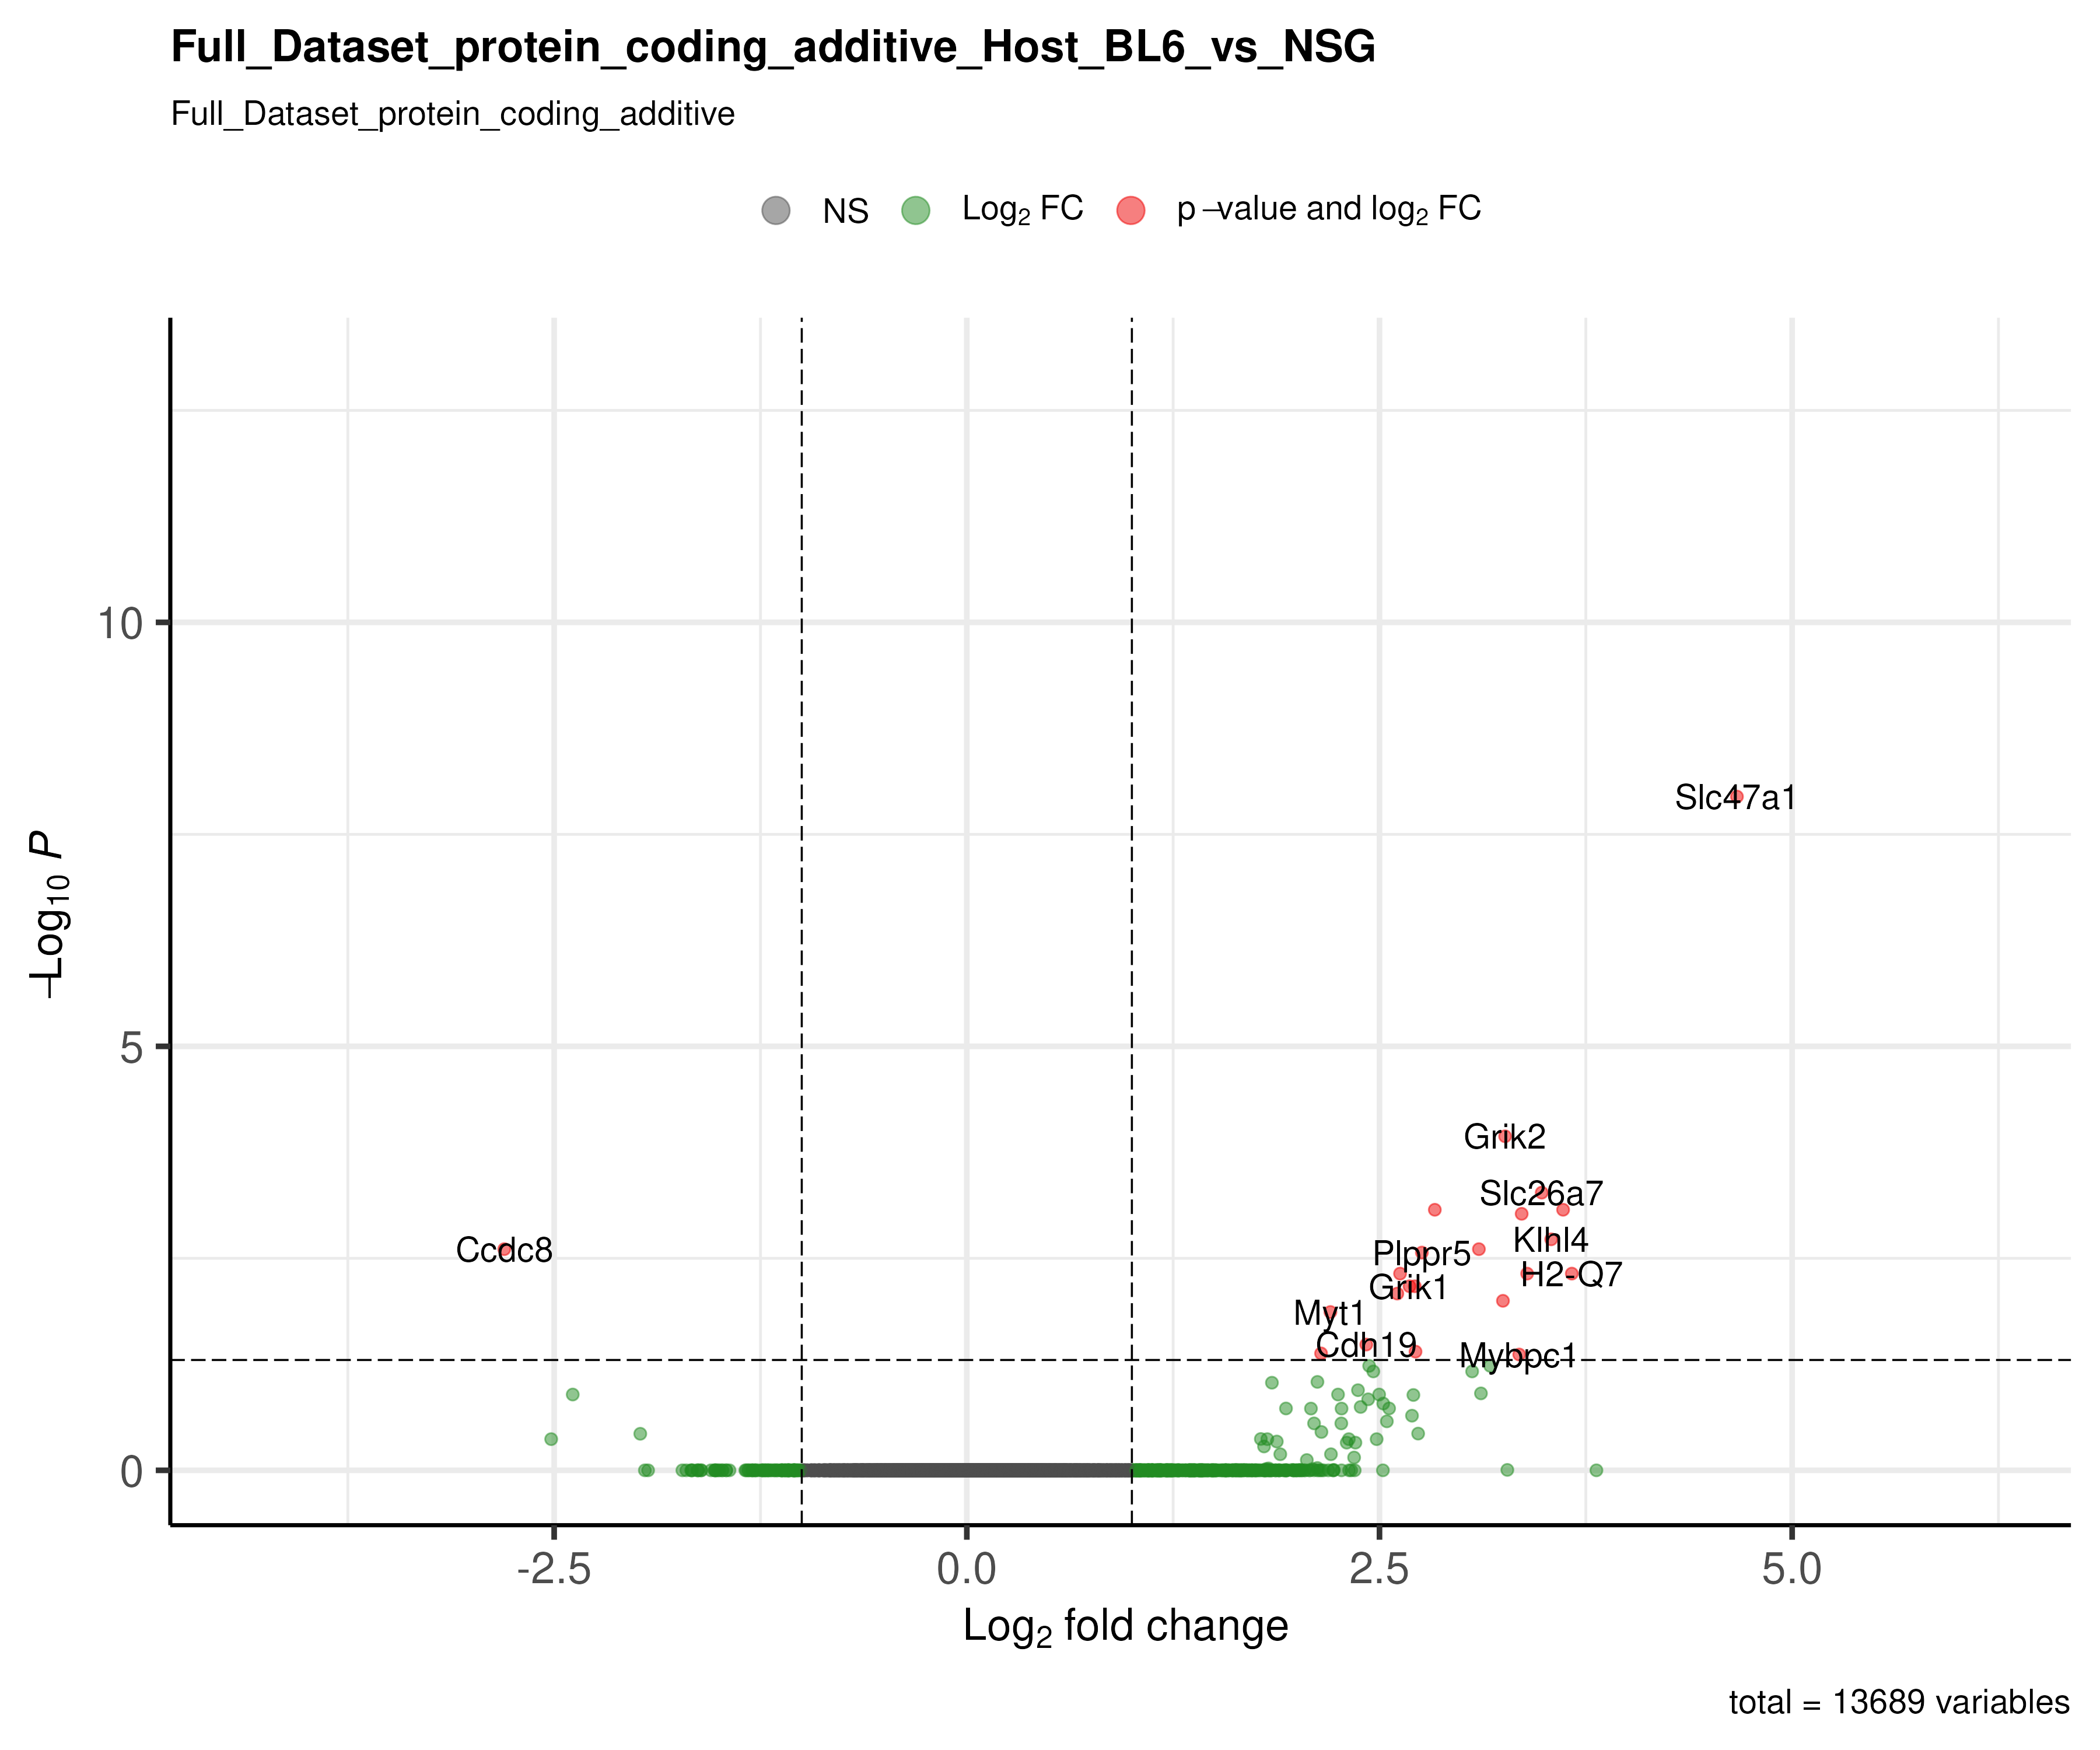 Full_Dataset_protein_coding_additive_Host_BL6_vs_NSG
Full_Dataset_protein_coding_additive
NS Log₂ FC p–value and log₂ FC
–Log₁₀ P
10
5
0
Slc47a1
Grik2
Slc26a7
Klhl4
Ccdc8
Plppr5
H2-Q7
Grik1
Myt1
Cdh19
Mybpc1
-2.5 0.0 2.5 5.0
Log₂ fold change
total = 13689 variables